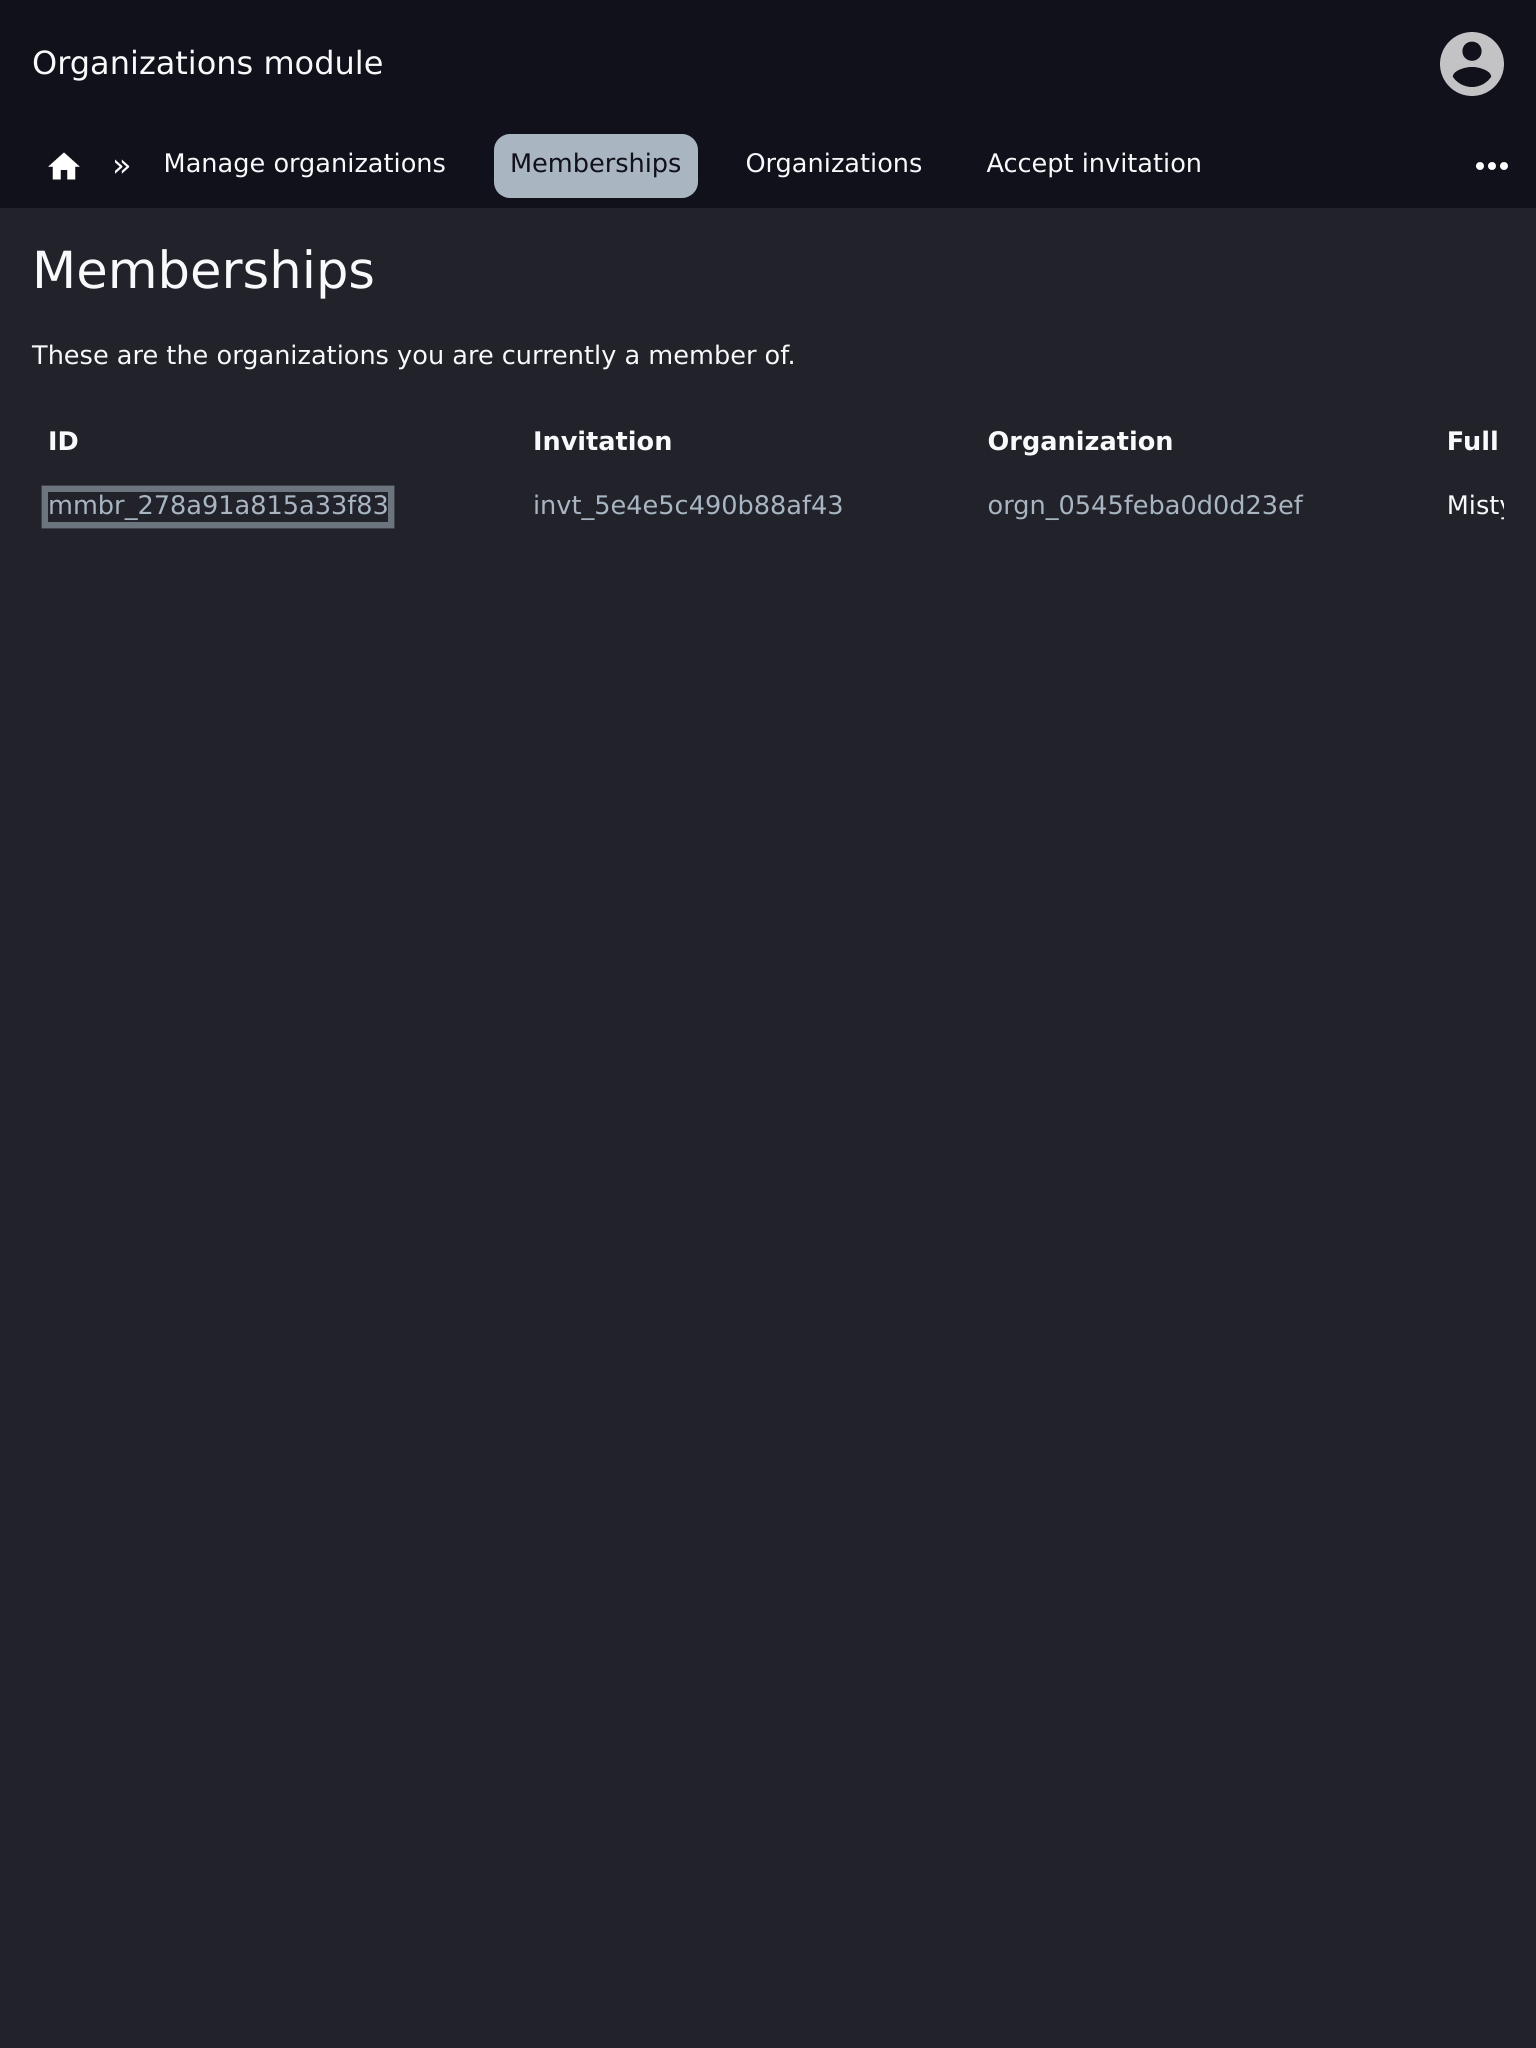 Organizations module
» Manage organizations Memberships Organizations Accept invitation
Memberships
These are the organizations you are currently a member of.
ID Invitation Organization Full
mmbr_278a91a815a33f83 invt_5e4e5c490b88af43 orgn_0545feba0d0d23ef Misty